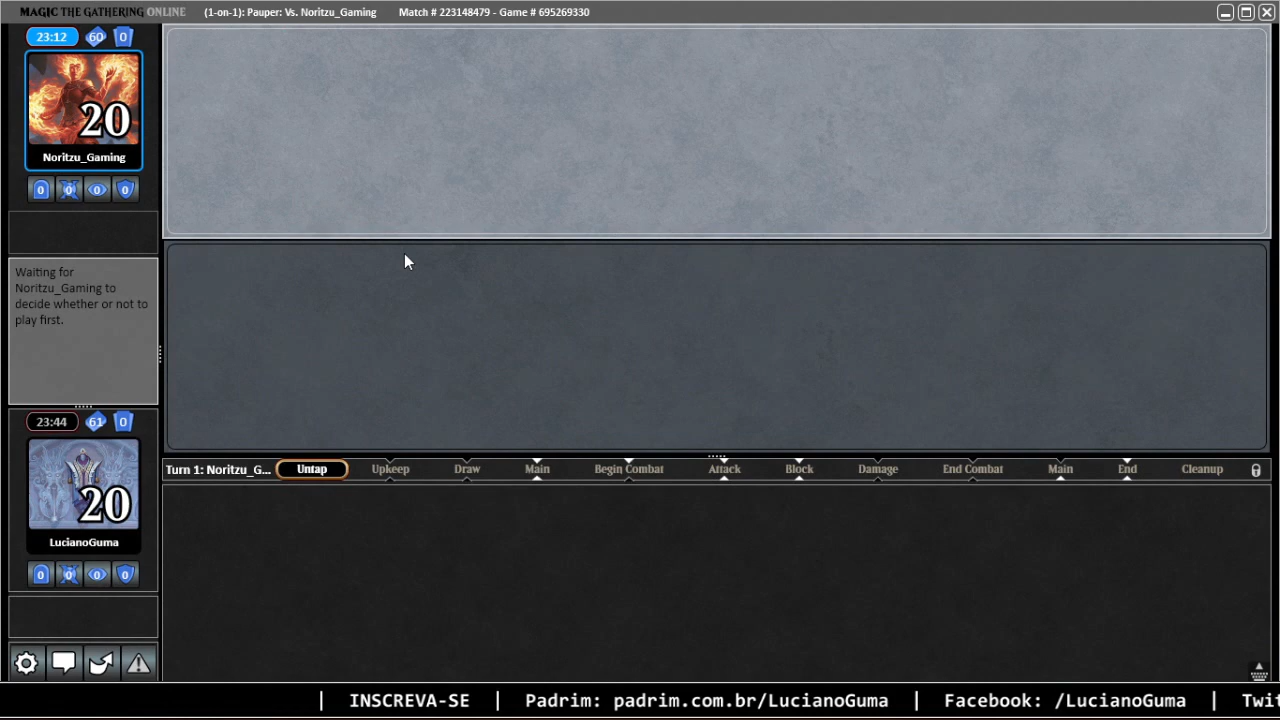 MAGIC THE GATHERING ONLINE (1-on-1): Pauper: Vs. Noritzu_Gaming Match # 223148479 - Game # 695269330
23:12 60 0
20
Noritzu_Gaming
0 0 0 0
Waiting for
Noritzu_Gaming to
decide whether or not to
play first.
23:44 61 0
20
LucianoGuma
0 0 0 0
Turn 1: Noritzu_G... Untap Upkeep Draw Main Begin Combat Attack Block Damage End Combat Main End Cleanup
| INSCREVA-SE | Padrim: padrim.com.br/LucianoGuma | Facebook: /LucianoGuma | Twi